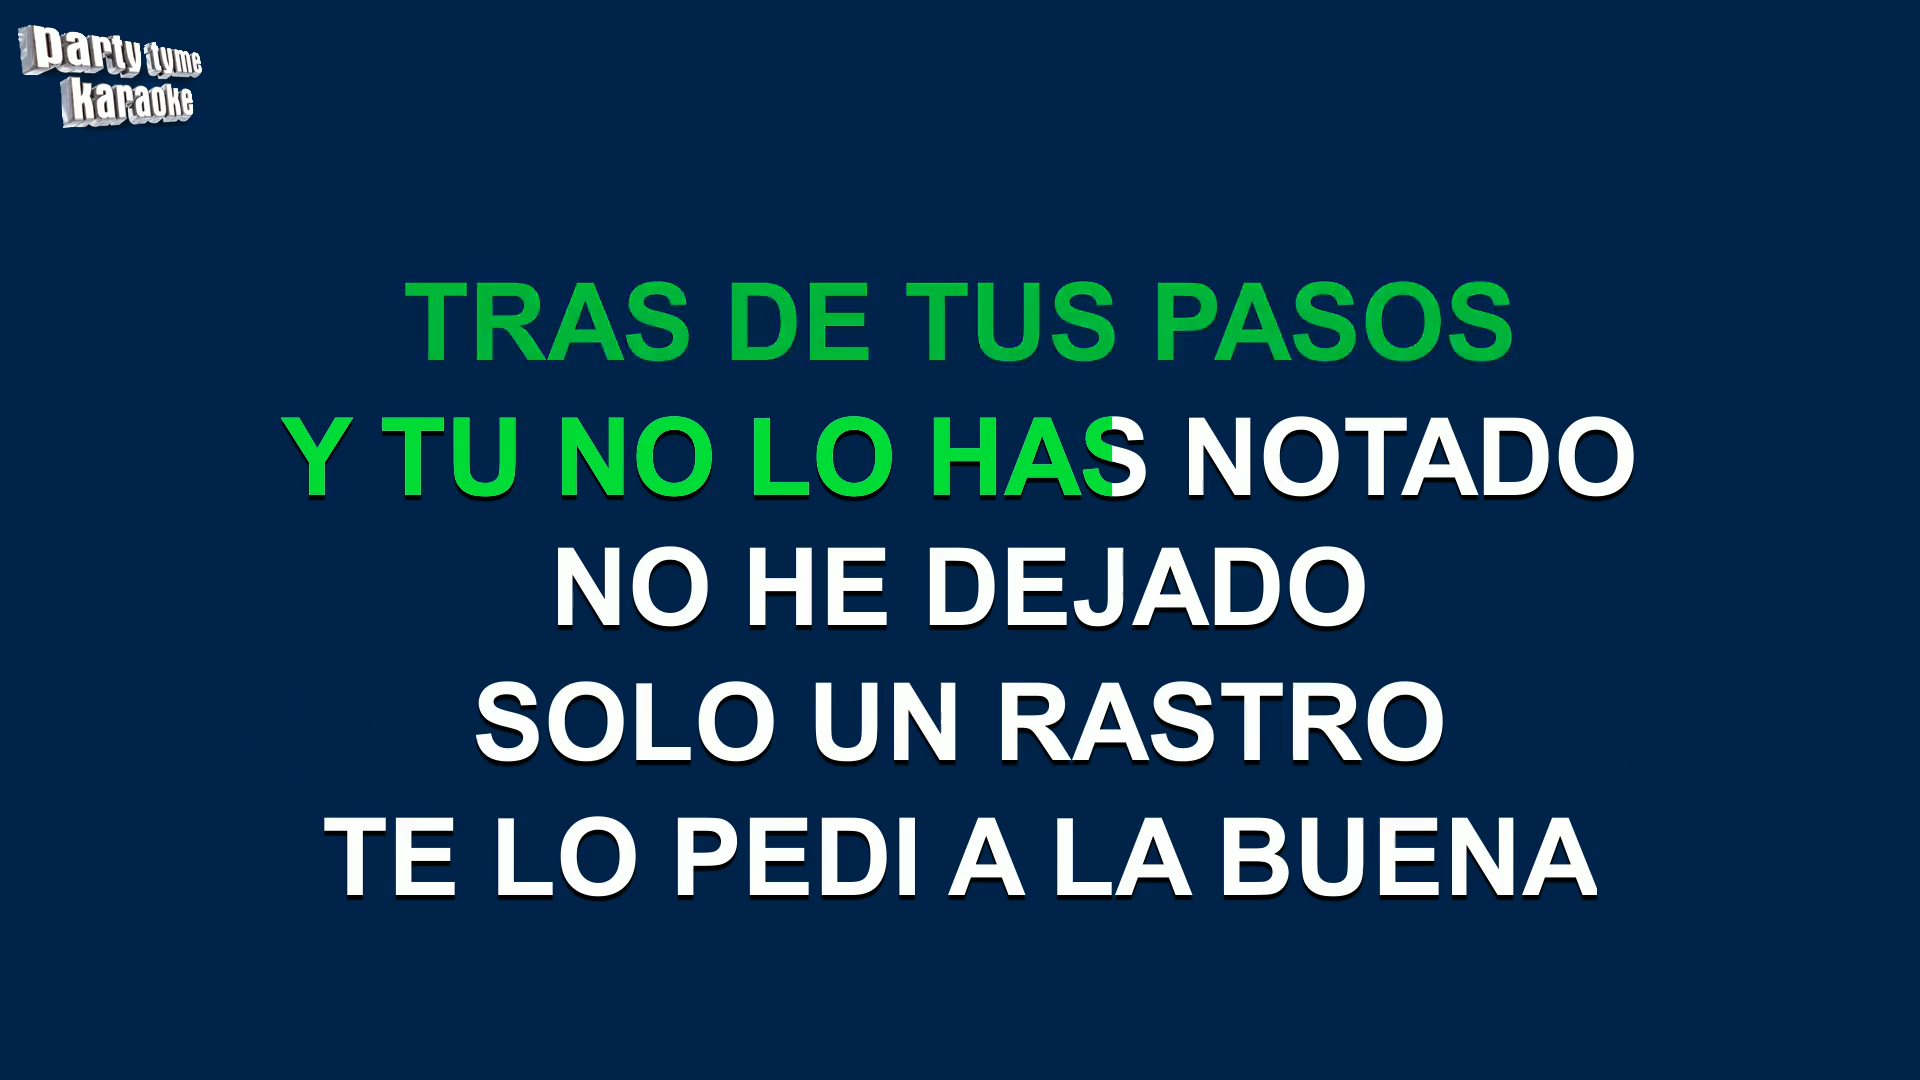 party tyme
karaoke
TRAS DE TUS PASOS
Y TU NO LO HAS NOTADO
NO HE DEJADO
SOLO UN RASTRO
TE LO PEDI A LA BUENA